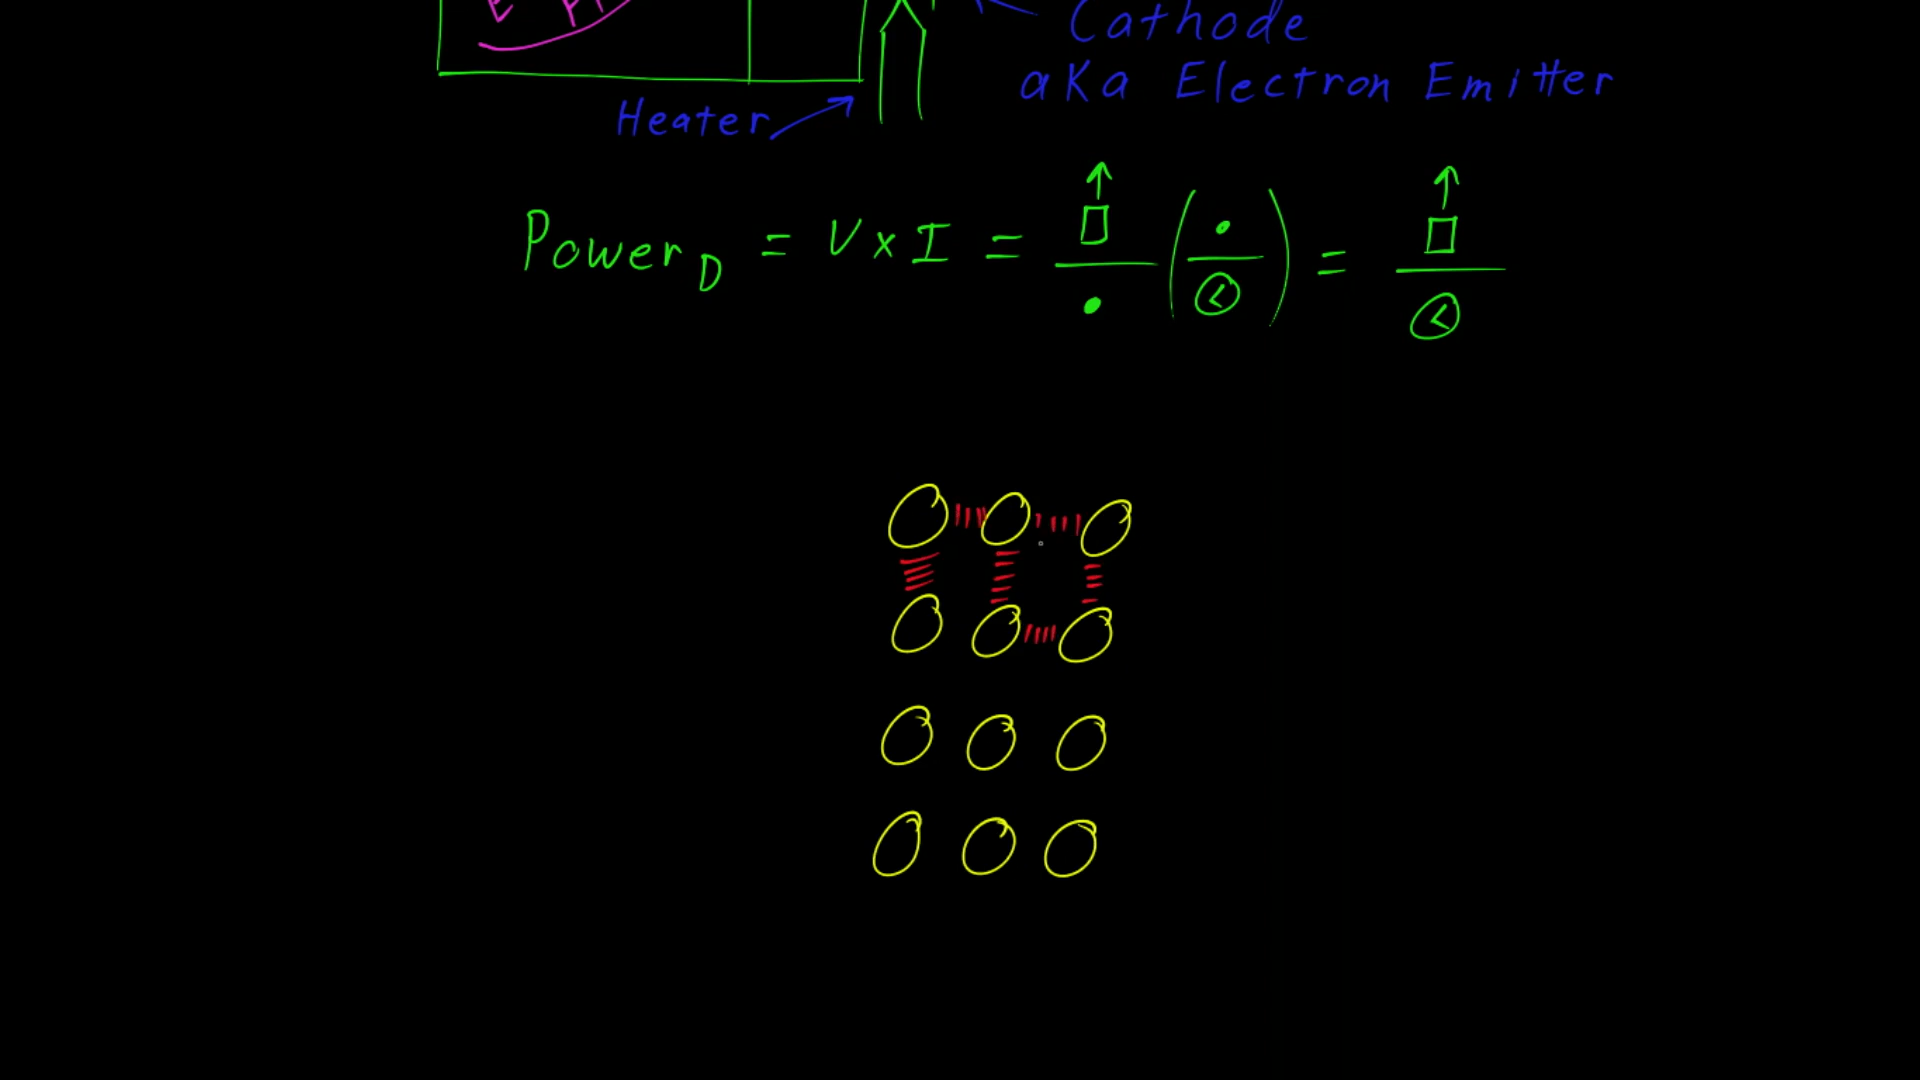 Cathode
aKa Electron Emitter
Heater
Power_D = V x I = □↑ / • ( • / 🕒 ) = □↑ / 🕒